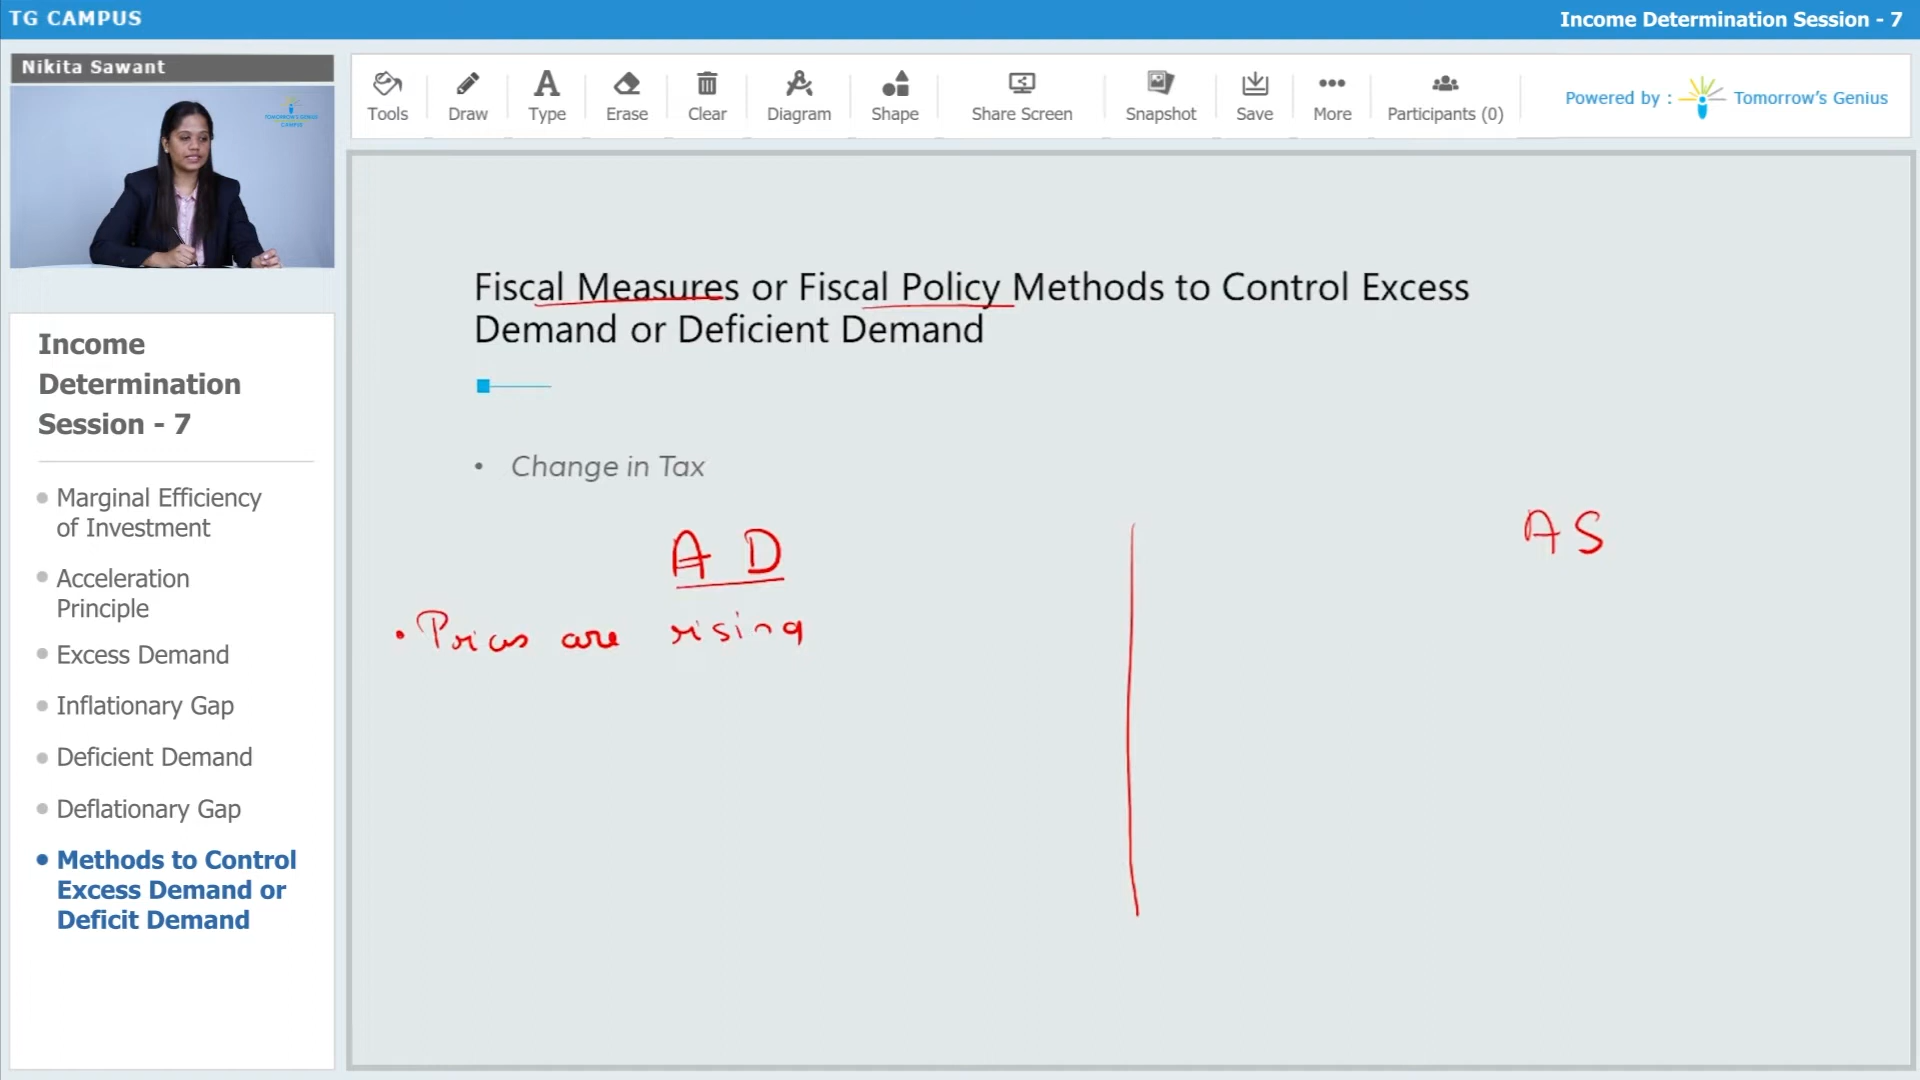 TG CAMPUS
Income Determination Session - 7
Nikita Sawant
TOMORROW'S GENIUS
CAMPUS
Tools
Draw
Type
Erase
Clear
Diagram
Shape
Share Screen
Snapshot
Save
More
Participants (0)
Powered by :
Tomorrow's Genius
Income
Determination
Session - 7
Marginal Efficiency
of Investment
Acceleration
Principle
Excess Demand
Inflationary Gap
Deficient Demand
Deflationary Gap
Methods to Control
Excess Demand or
Deficit Demand
Fiscal Measures or Fiscal Policy Methods to Control Excess
Demand or Deficient Demand
• Change in Tax
A D
A S
• Prices are rising